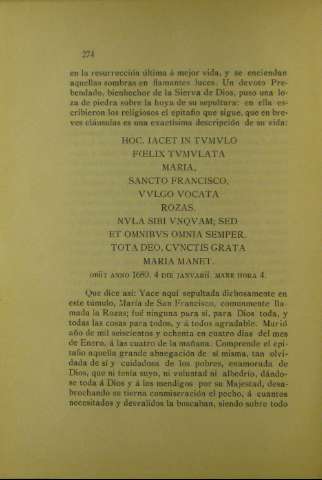 274
en la resurrección última á mejor vida, y se enciendan
aquellas sombras en flamantes luces. Un devoto Pre-
bendado, bienhechor de la Sierva de Dios, puso una lo-
za de piedra sobre la hoya de su sepultura: en ella es-
cribieron los religiosos el epitafio que sigue, que en bre-
ves cláusulas es una exactísima descripción de su vida:
HOC. IACET IN TVMVLO
FŒLIX TVMVLATA
MARIA,
SANCTO FRANCISCO,
VVLGO VOCATA
ROZAS.
NVLA SIBI VNQVAM; SED
ET OMNIBVS OMNIA SEMPER.
TOTA DEO, CVNCTIS GRATA
MARIA MANET.
OBIIT ANNO 1680. 4 DIE JANVARII MANE HORA 4.
Que dice así: Yace aquí sepultada dichosamente en
este túmulo, María de San Francisco, comunmente lla-
mada la Rozas; fué ninguna para sí, para Dios toda, y
todas las cosas para todos, y á todos agradable. Murió
año de mil seiscientos y ochenta en cuatro días del mes
de Enero, á las cuatro de la mañana. Comprende el epi-
tafio aquella grande abnegación de sí misma, tan olvi-
dada de sí y cuidadosa de los pobres, enamorada de
Dios, que ni tenía suyo, ni voluntad ni albedrío, dándo-
se toda á Dios y á los mendigos por su Majestad, desa-
brochando su tierna conmiseración el pecho, á cuantos
necesitados y desvalidos la buscaban, siendo sobre todo